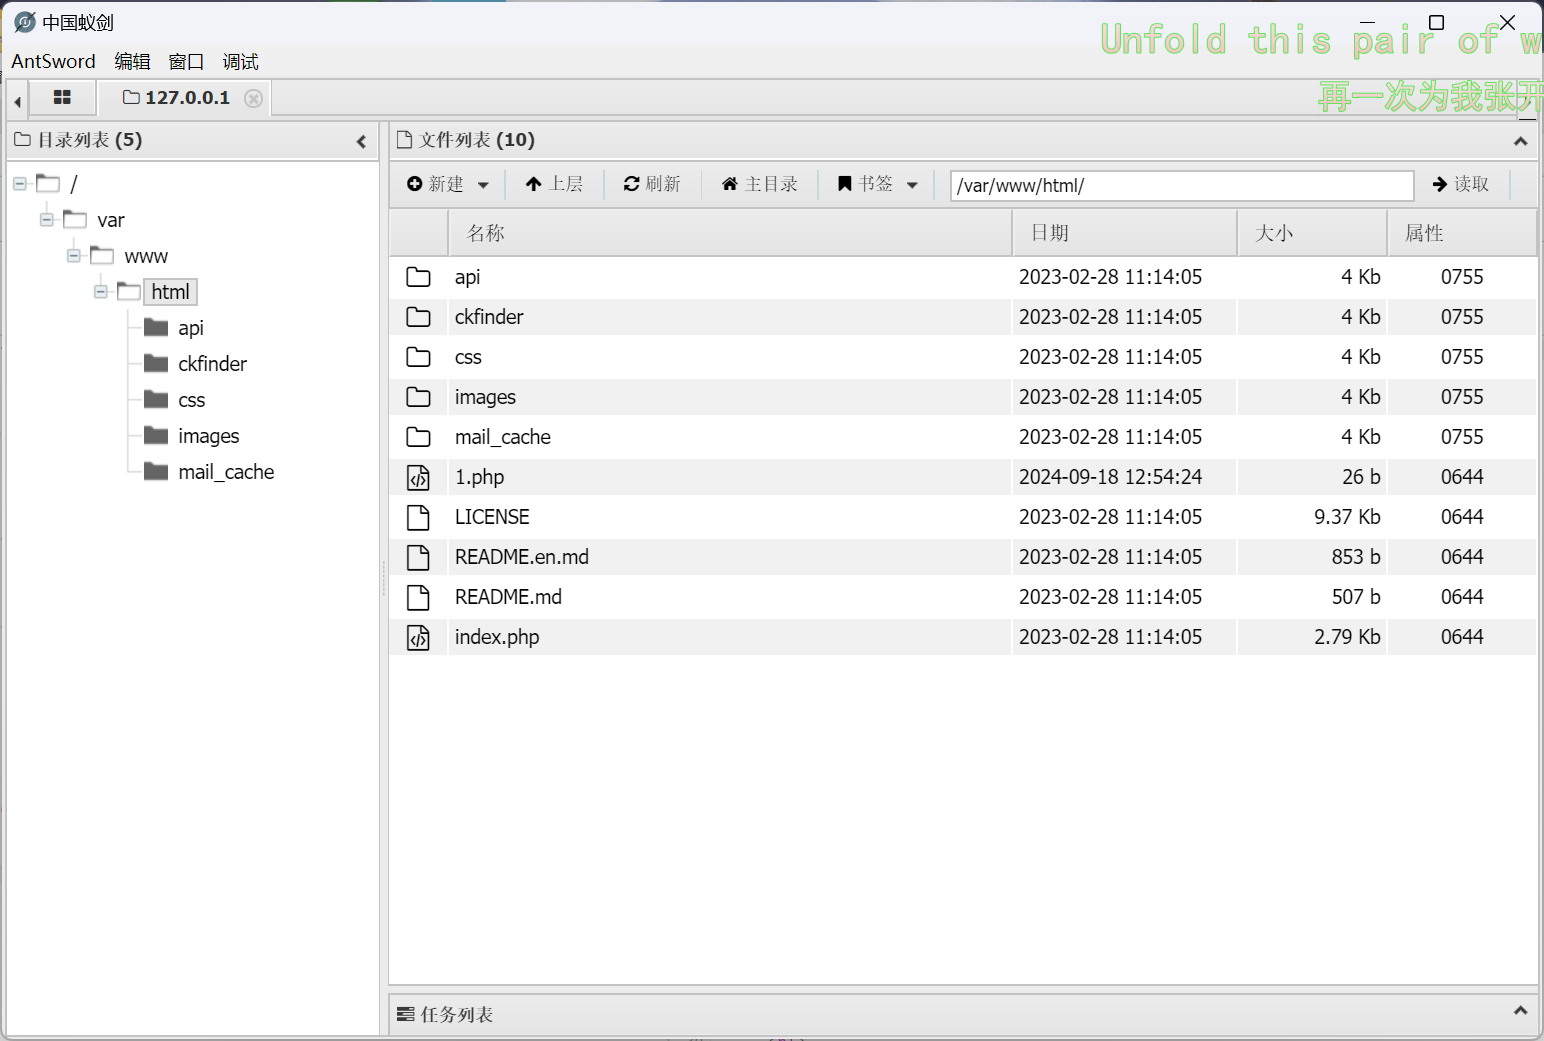 中国蚁剑
Unfold this pair of w
AntSword 编辑 窗口 调试
127.0.0.1
再一次为我张开
目录列表 (5)
文件列表 (10)
新建 上层 刷新 主目录 书签 /var/www/html/ 读取
/
var
www
html
api
ckfinder
css
images
mail_cache
名称 日期 大小 属性
api 2023-02-28 11:14:05 4 Kb 0755
ckfinder 2023-02-28 11:14:05 4 Kb 0755
css 2023-02-28 11:14:05 4 Kb 0755
images 2023-02-28 11:14:05 4 Kb 0755
mail_cache 2023-02-28 11:14:05 4 Kb 0755
1.php 2024-09-18 12:54:24 26 b 0644
LICENSE 2023-02-28 11:14:05 9.37 Kb 0644
README.en.md 2023-02-28 11:14:05 853 b 0644
README.md 2023-02-28 11:14:05 507 b 0644
index.php 2023-02-28 11:14:05 2.79 Kb 0644
任务列表